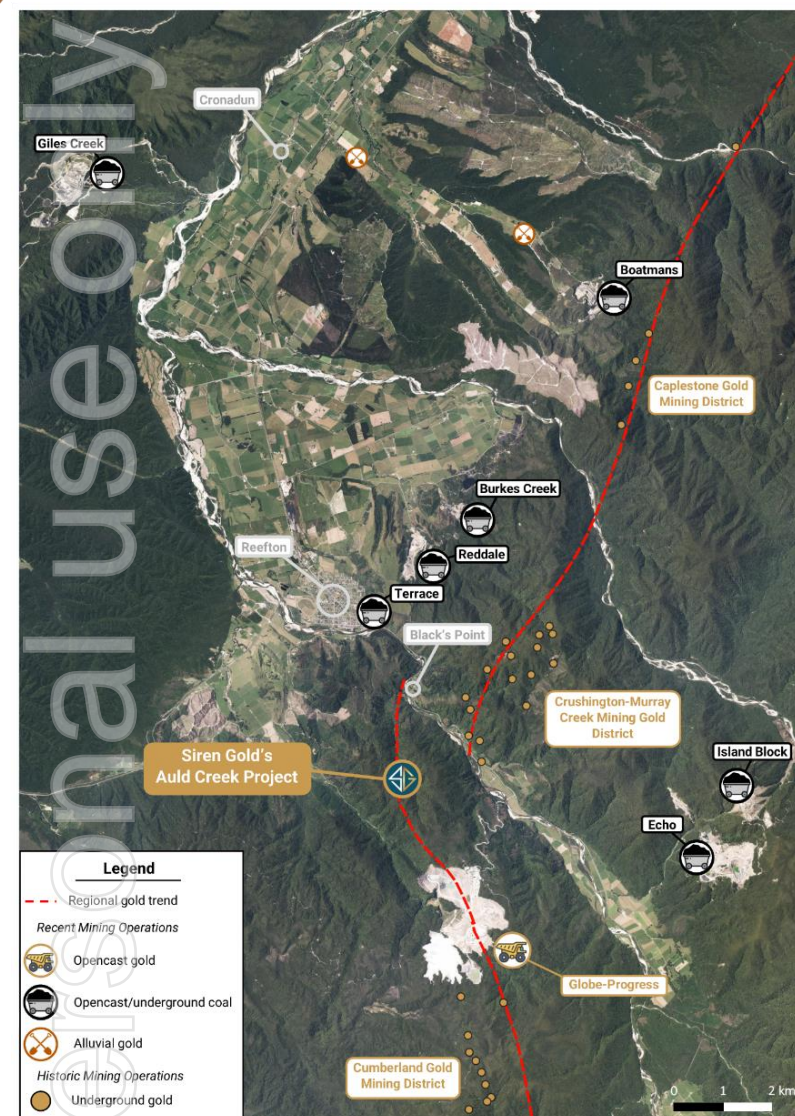 Cronadun
Giles Creek
Boatmans
Caplestone Gold
Mining District
Burkes Creek
Reddale
Reefton
Terrace
Black's Point
Crushington-Murray
Creek Mining Gold
District
Siren Gold's
Auld Creek Project
Island Block
Echo
Globe-Progress
Cumberland Gold
Mining District
Legend
Regional gold trend
Recent Mining Operations
Opencast gold
Opencast/underground coal
Alluvial gold
Historic Mining Operations
Underground gold
0 1 2 km
ersonal use only